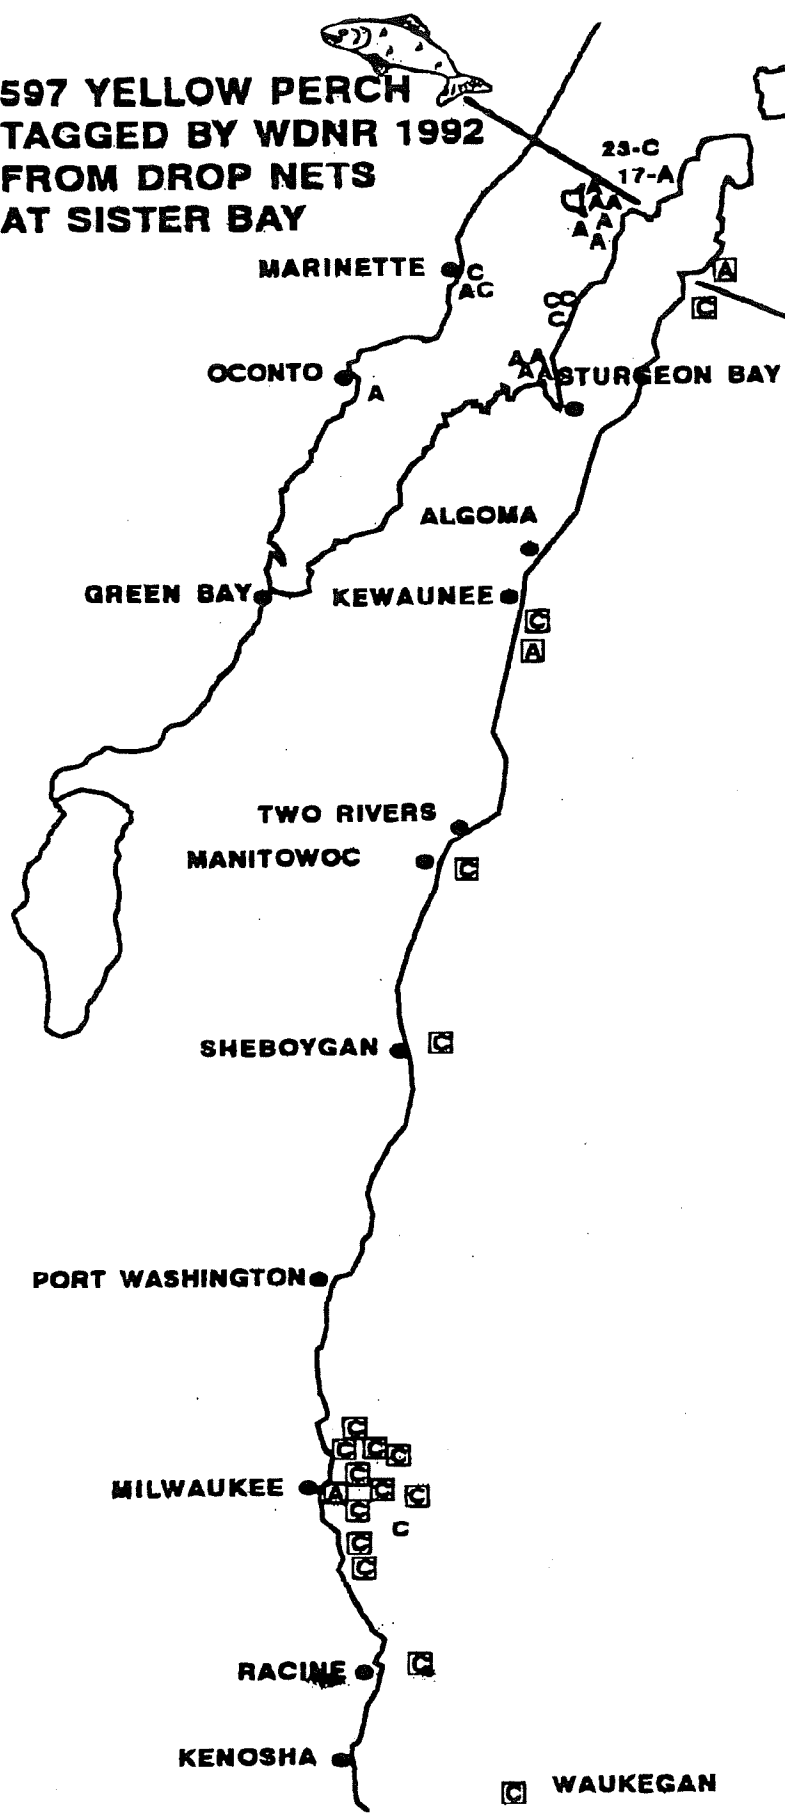 597 YELLOW PERCH
TAGGED BY WDNR 1992
FROM DROP NETS
AT SISTER BAY
23-C
17-A
A
A A
A
A
A
MARINETTE
C
A C
A
C
C C
C
A A
A A
OCONTO
A
STURGEON BAY
ALGOMA
GREEN BAY
KEWAUNEE
C
A
TWO RIVERS
MANITOWOC
C
SHEBOYGAN
C
PORT WASHINGTON
C
C C C
C
MILWAUKEE
A C C
C
C
C
C
RACINE
C
KENOSHA
C WAUKEGAN